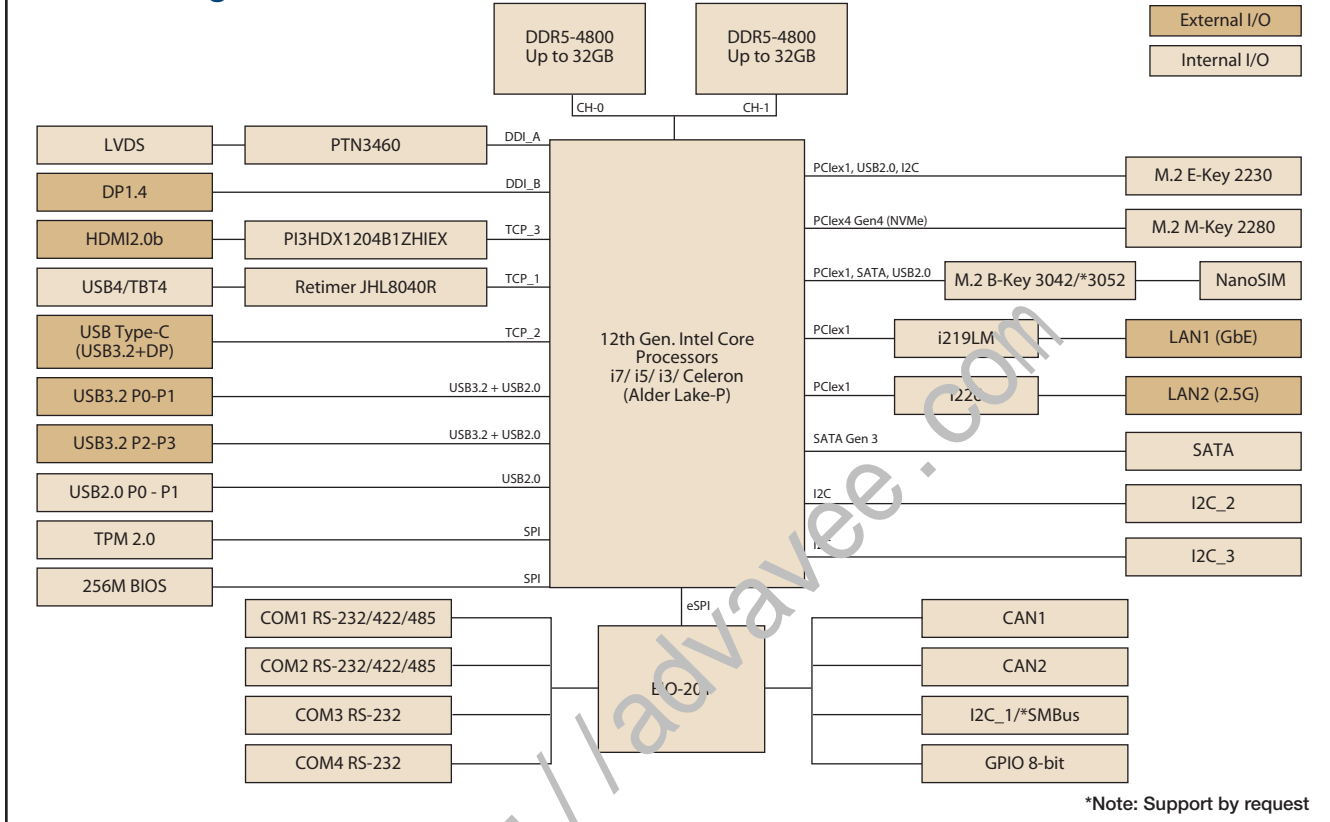 DDR5-4800
Up to 32GB
DDR5-4800
Up to 32GB
External I/O
Internal I/O
CH-0
CH-1
LVDS
PTN3460
DDI_A
DP1.4
DDI_B
HDMI2.0b
PI3HDX1204B1ZHIEX
TCP_3
USB4/TBT4
Retimer JHL8040R
TCP_1
USB Type-C
(USB3.2+DP)
TCP_2
USB3.2 P0-P1
USB3.2 + USB2.0
USB3.2 P2-P3
USB3.2 + USB2.0
USB2.0 P0 - P1
USB2.0
TPM 2.0
SPI
256M BIOS
SPI
12th Gen. Intel Core
Processors
i7/ i5/ i3/ Celeron
(Alder Lake-P)
PCIex1, USB2.0, I2C
M.2 E-Key 2230
PCIex4 Gen4 (NVMe)
M.2 M-Key 2280
PCIex1, SATA, USB2.0
M.2 B-Key 3042/*3052
NanoSIM
PCIex1
i219LM
LAN1 (GbE)
PCIex1
LAN2 (2.5G)
SATA Gen 3
SATA
I2C
I2C_2
I2C_3
eSPI
COM1 RS-232/422/485
COM2 RS-232/422/485
COM3 RS-232
COM4 RS-232
CAN1
CAN2
I2C_1/*SMBus
GPIO 8-bit
*Note: Support by request
//advavee.com